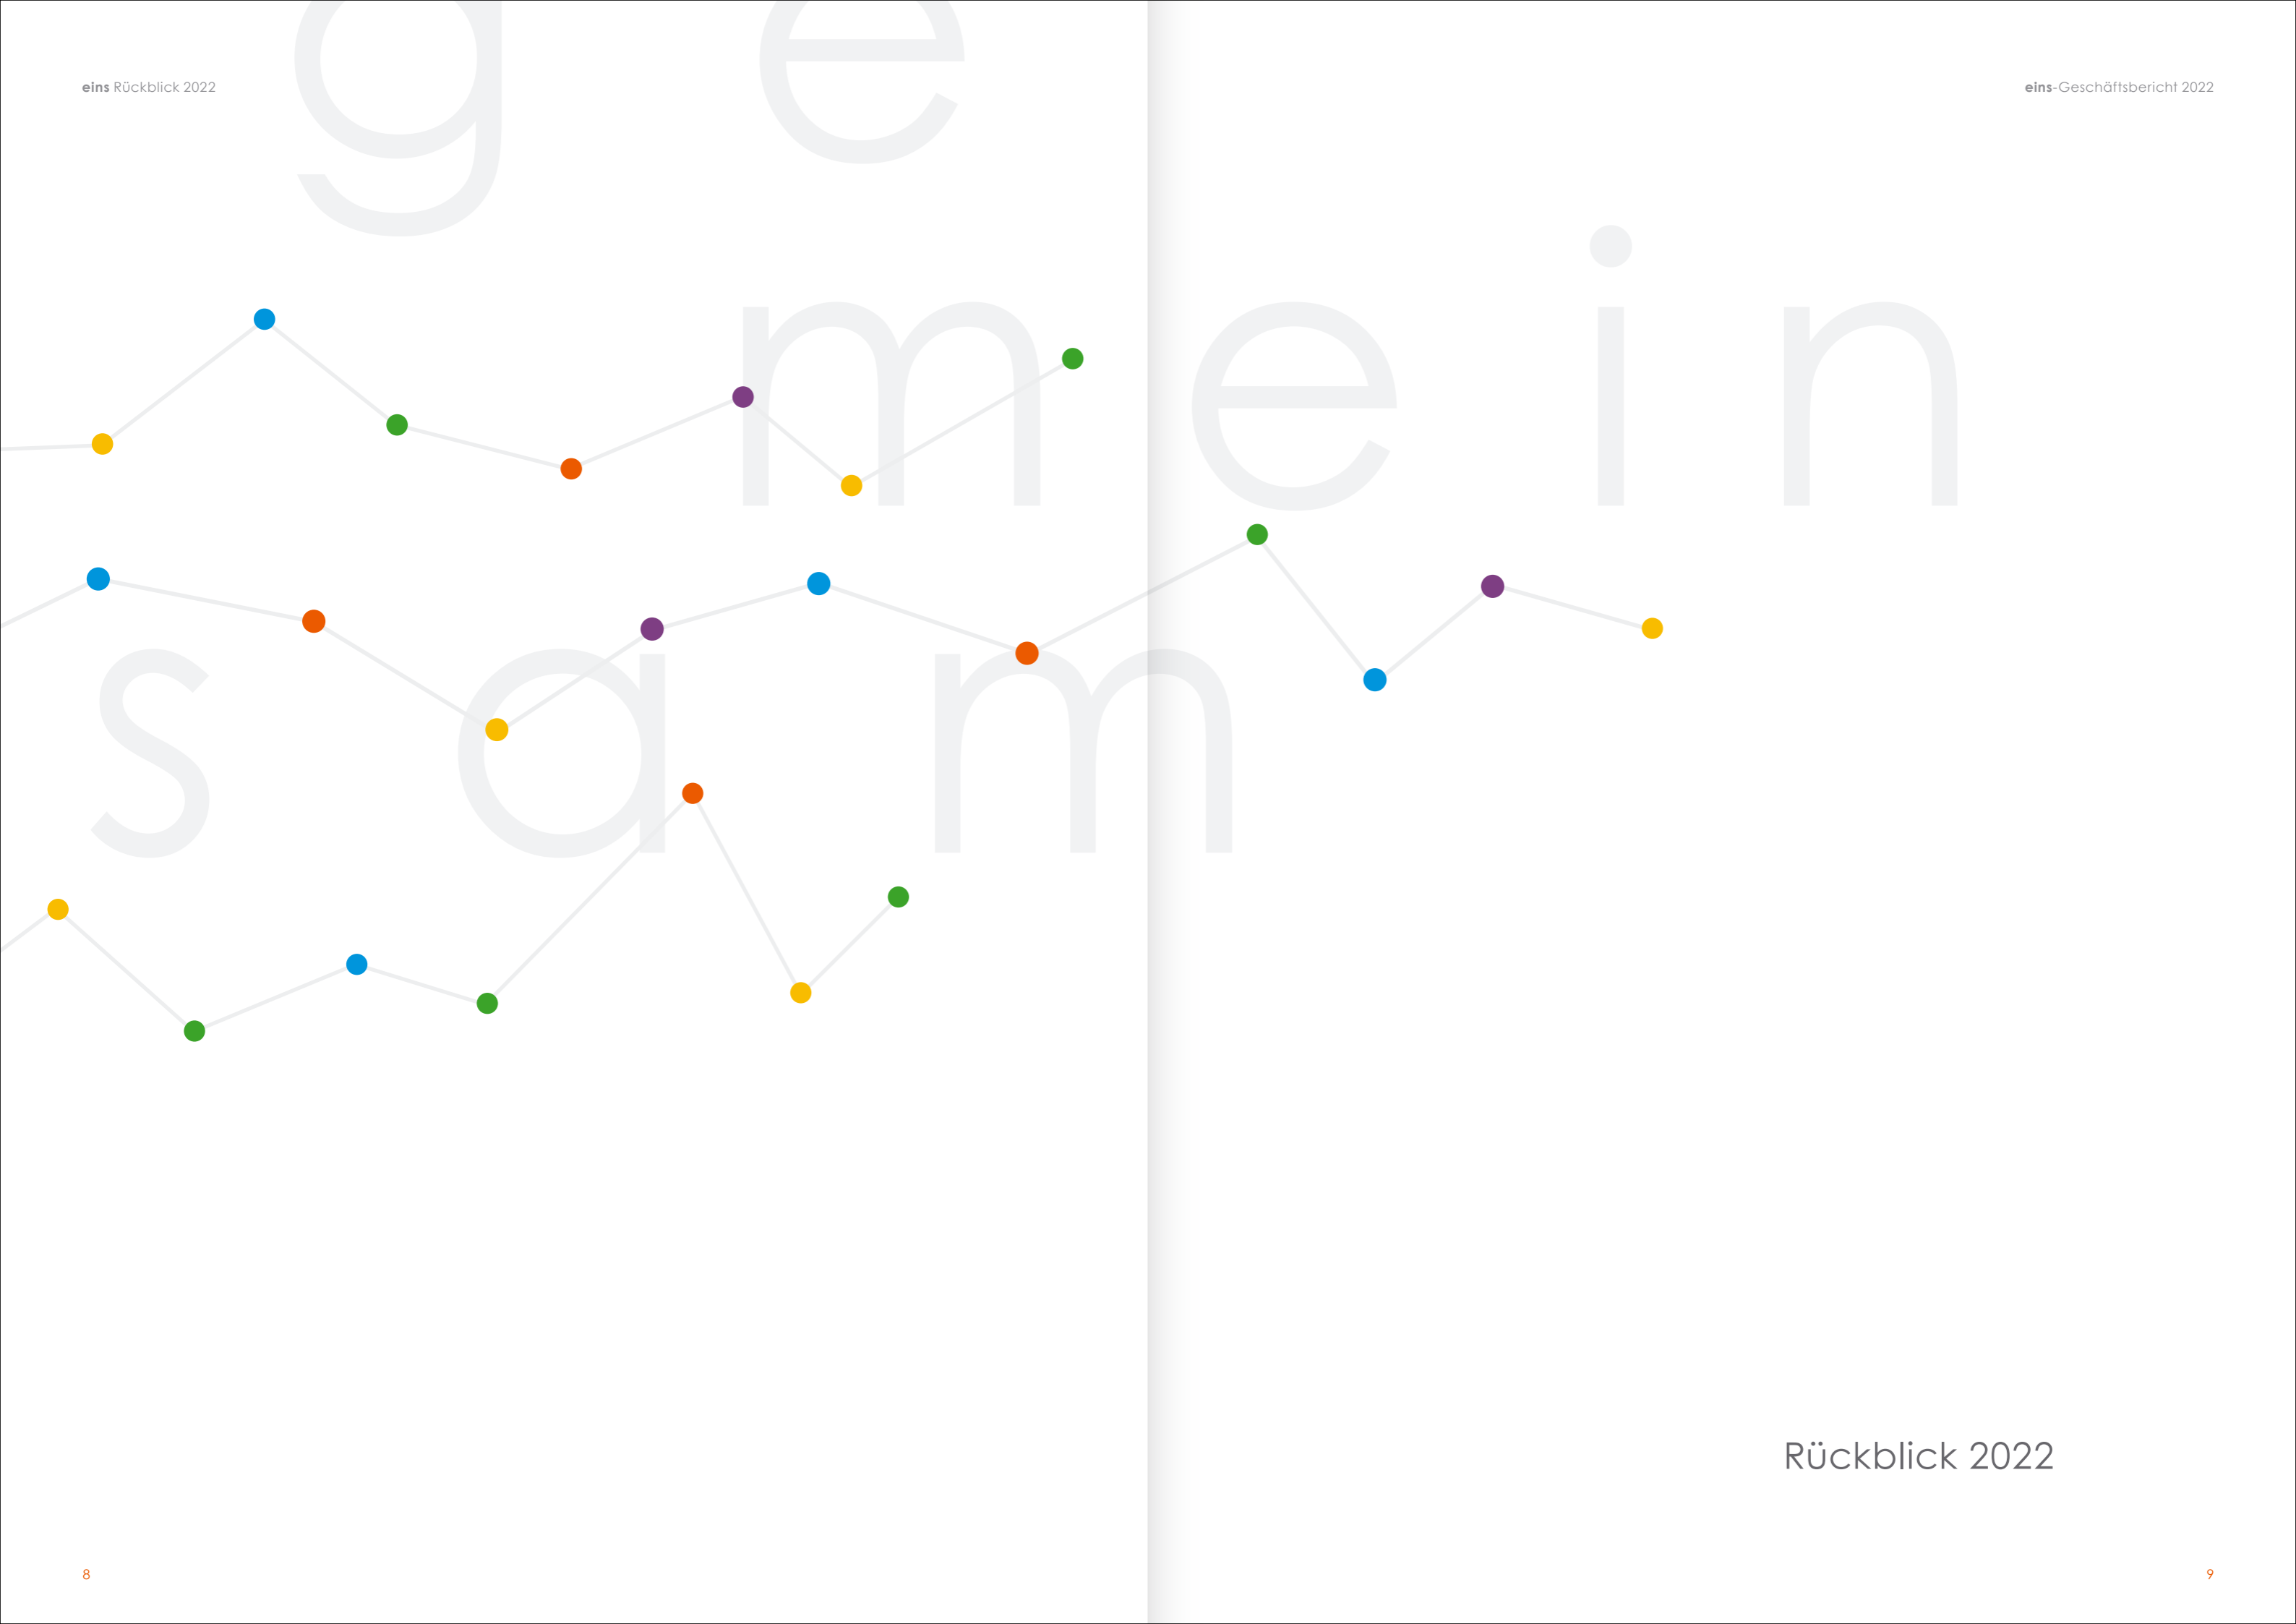 eins Rückblick 2022
eins-Geschäftsbericht 2022
g e
m e i n
s a m
Rückblick 2022
8
9